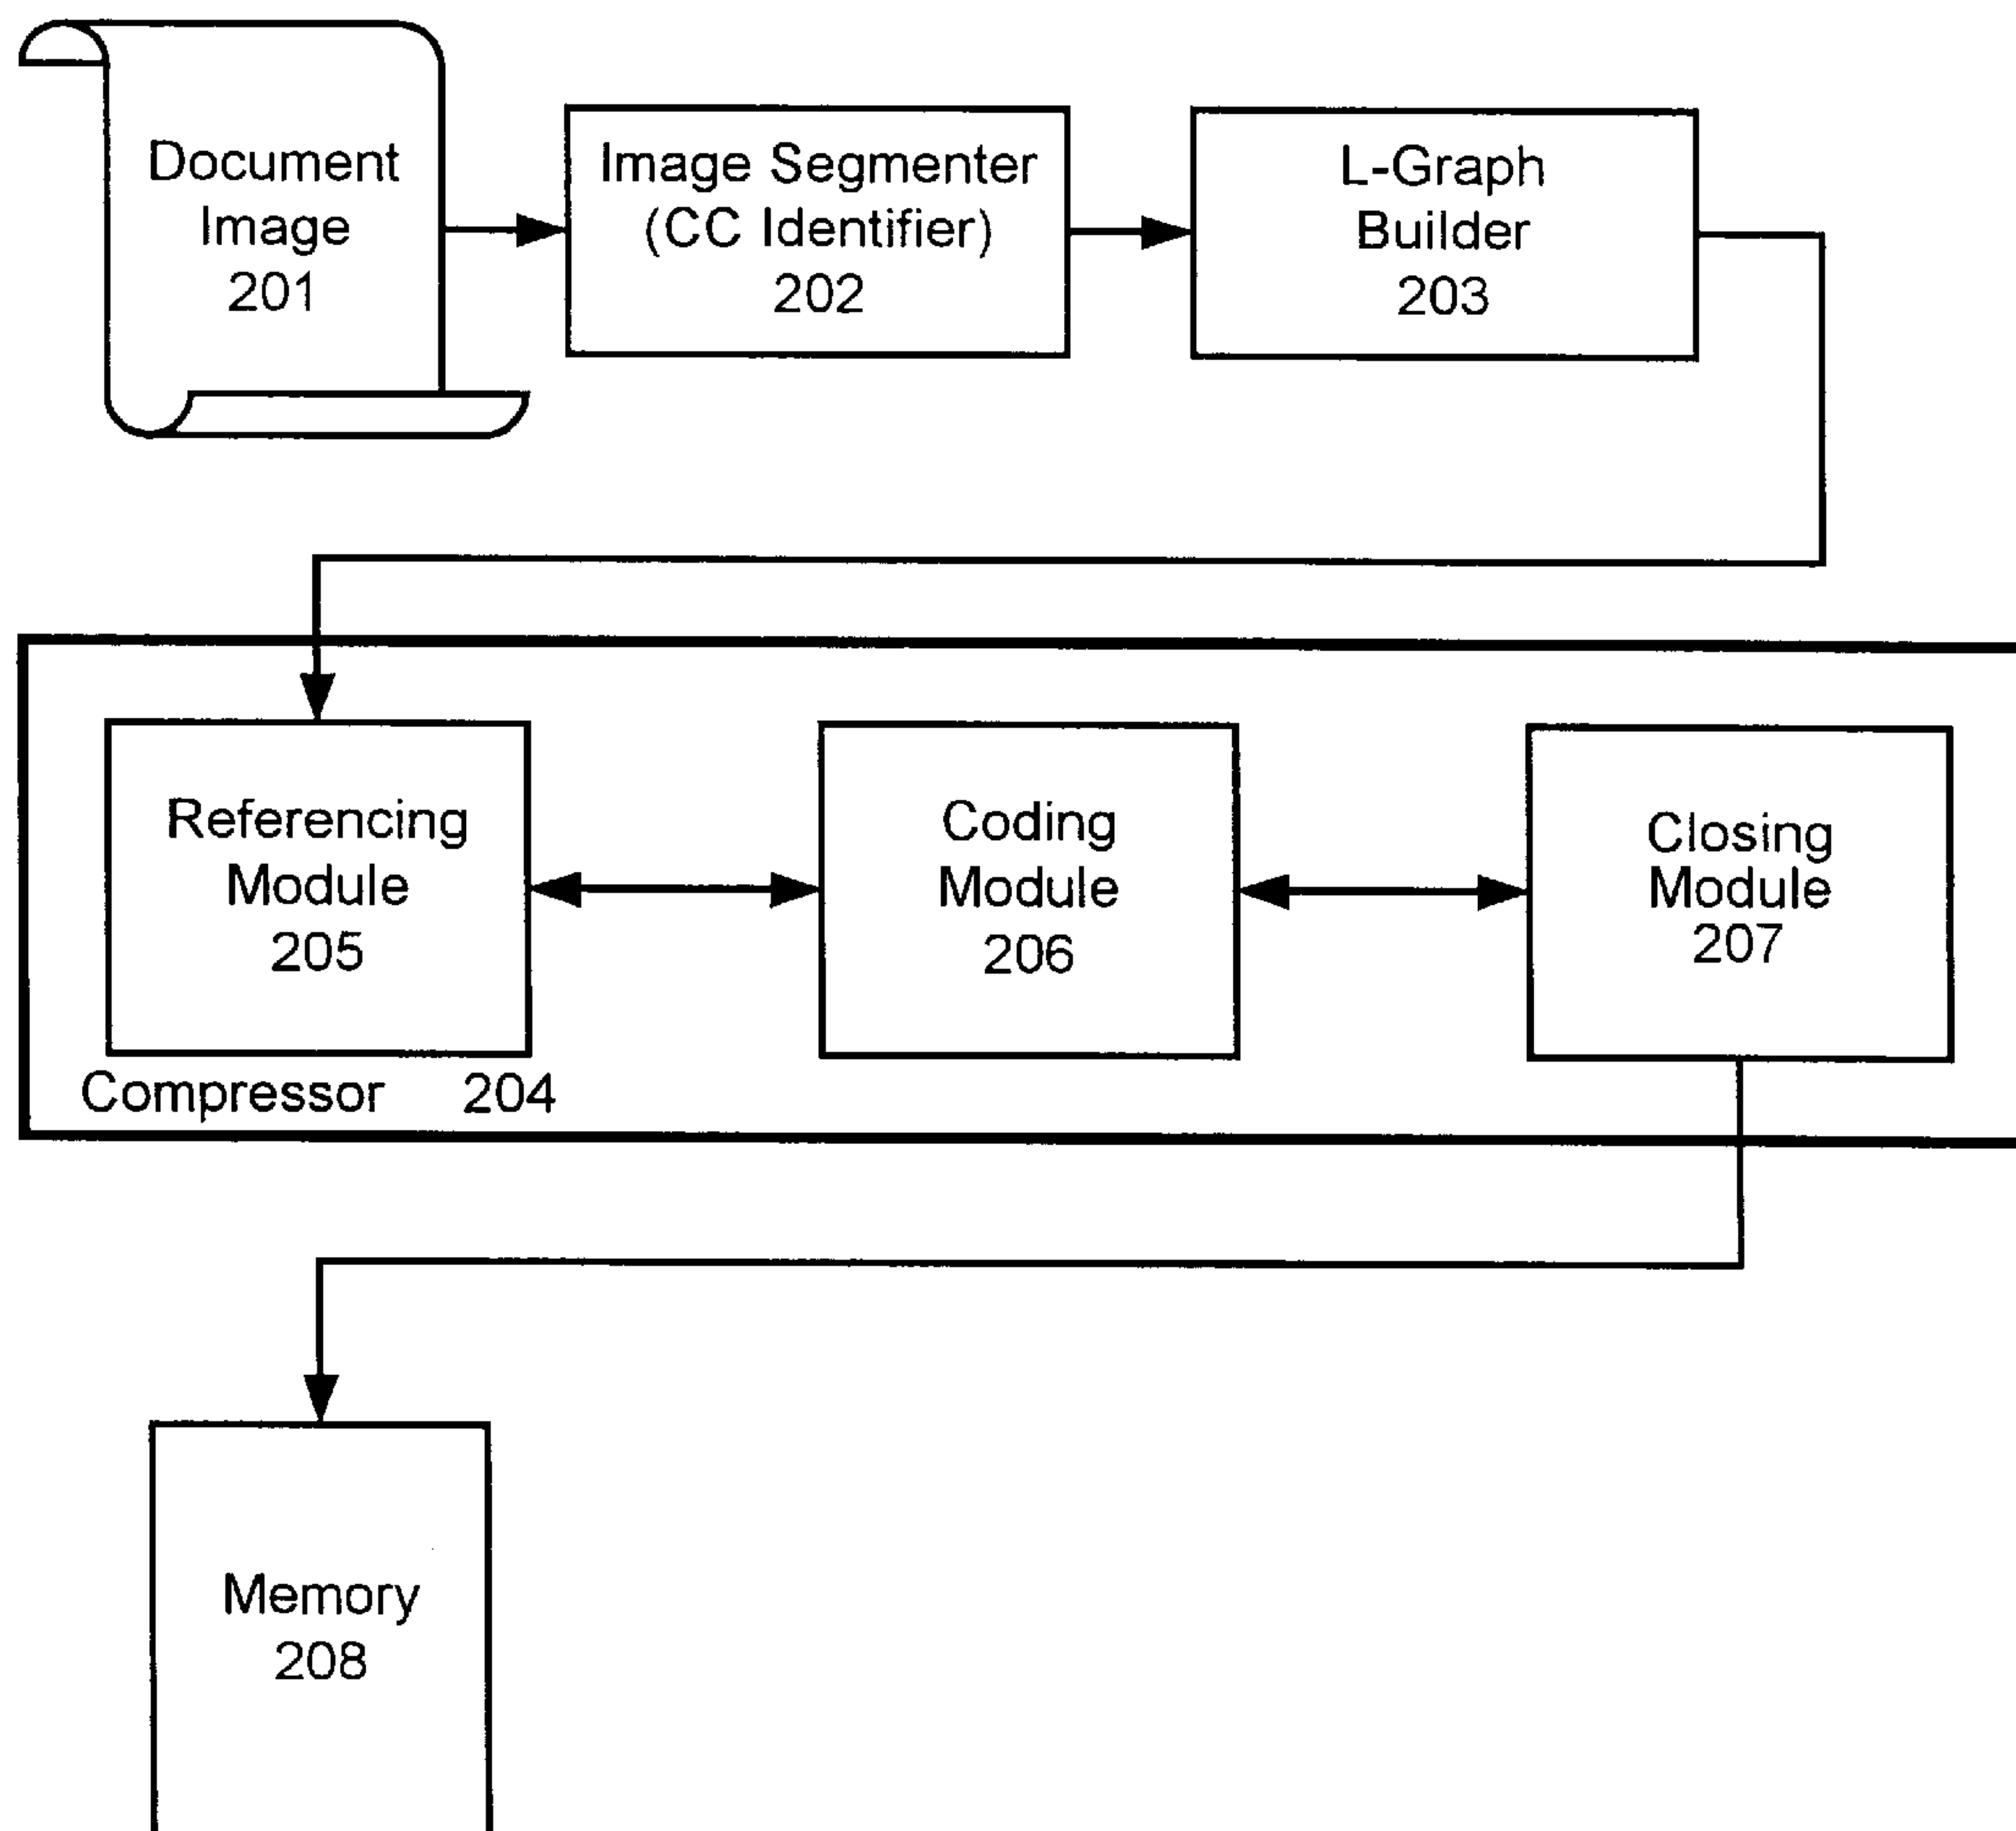 Document
Image
201
Image Segmenter
(CC Identifier)
202
L-Graph
Builder
203
Referencing
Module
205
Coding
Module
206
Closing
Module
207
Compressor 204
Memory
208